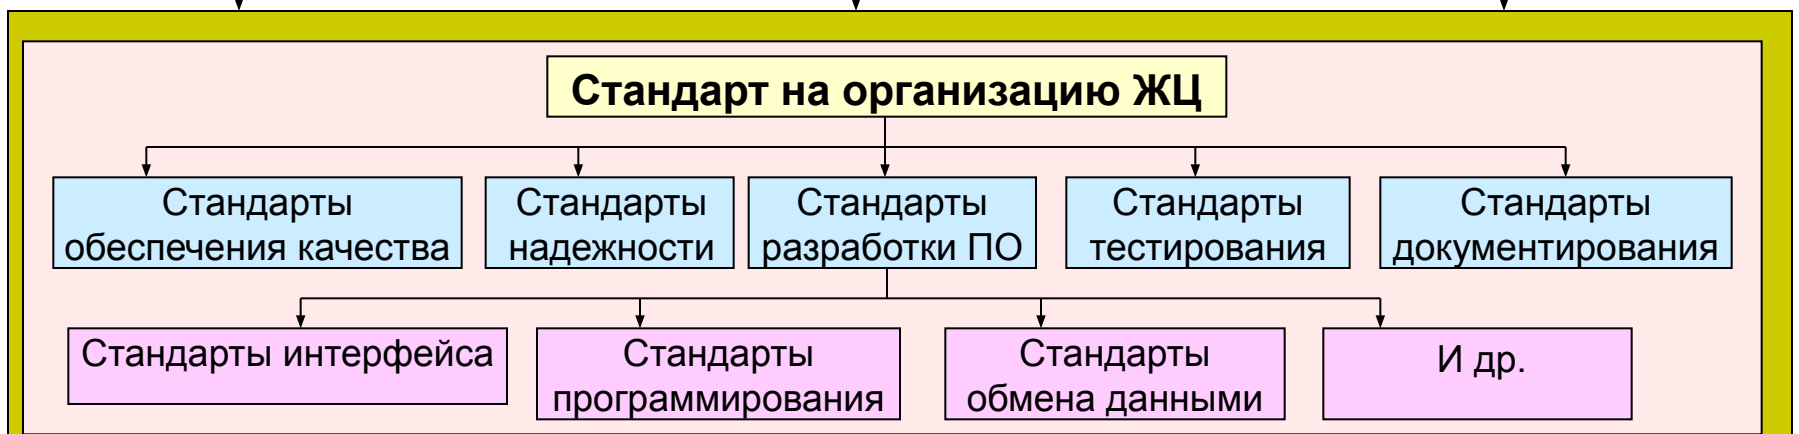 Стандарт на организацию ЖЦ
Стандарты
обеспечения качества
Стандарты
надежности
Стандарты
разработки ПО
Стандарты
тестирования
Стандарты
документирования
Стандарты интерфейса
Стандарты
программирования
Стандарты
обмена данными
И др.